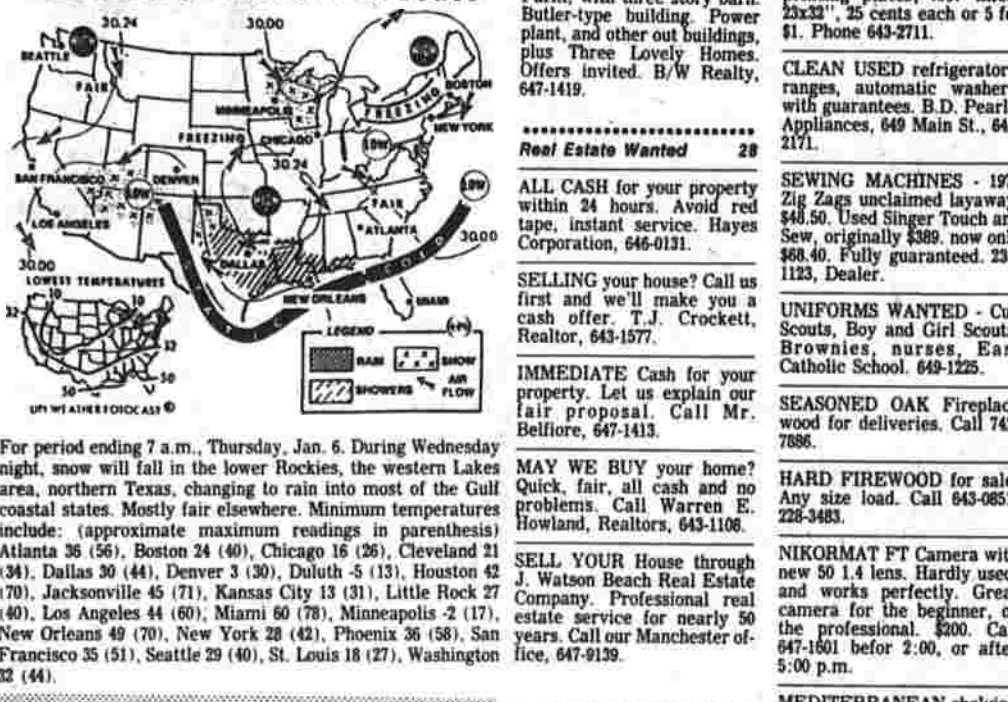 30.24
30.00
SEATTLE
FAIR
MINNEAPOLIS
FREEZING
BOSTON
NEW YORK
FREEZING
CHICAGO
LOW
30.24
SAN FRANCISCO
LOW
DENVER
LOW
FAIR
LOS ANGELES
ATLANTA
DALLAS
30.00
30.00
NEW ORLEANS
MIAMI
COLD
LOWEST TEMPERATURES
10
10
32
32
50
50
LEGEND
RAIN
SNOW
SHOWERS
AIR
FLOW
UPI WEATHER FOTOCAST ©
For period ending 7 a.m., Thursday, Jan. 6. During Wednesday
night, snow will fall in the lower Rockies, the western Lakes
area, northern Texas, changing to rain into most of the Gulf
coastal states. Mostly fair elsewhere. Minimum temperatures
include: (approximate maximum readings in parenthesis)
Atlanta 36 (56), Boston 24 (40), Chicago 16 (26), Cleveland 21
(34), Dallas 30 (44), Denver 3 (30), Duluth -5 (13), Houston 42
(70), Jacksonville 45 (71), Kansas City 13 (31), Little Rock 27
(40), Los Angeles 44 (60), Miami 60 (78), Minneapolis -2 (17),
New Orleans 49 (70), New York 28 (42), Phoenix 36 (58), San
Francisco 35 (51), Seattle 29 (40), St. Louis 18 (27), Washington
32 (44).
Butler-type building. Power
plant, and other out buildings,
plus Three Lovely Homes.
Offers invited. B/W Realty,
647-1419.
Real Estate Wanted 28
ALL CASH for your property
within 24 hours. Avoid red
tape, instant service. Hayes
Corporation, 646-0131.
SELLING your house? Call us
first and we'll make you a
cash offer. T.J. Crockett,
Realtor, 643-1577.
IMMEDIATE Cash for your
property. Let us explain our
fair proposal. Call Mr.
Belfiore, 647-1413.
MAY WE BUY your home?
Quick, fair, all cash and no
problems. Call Warren E.
Howland, Realtors, 643-1108.
SELL YOUR House through
J. Watson Beach Real Estate
Company. Professional real
estate service for nearly 50
years. Call our Manchester of-
fice, 647-9139.
23x32", 25 cents each or 5 fo
$1. Phone 643-2711.
CLEAN USED refrigerator
ranges, automatic washer
with guarantees. B.D. Pear
Appliances, 649 Main St., 64
2171.
SEWING MACHINES - 197
Zig Zags unclaimed layawa
$48.50. Used Singer Touch a
Sew, originally $389. now onl
$68.40. Fully guaranteed. 23
1123, Dealer.
UNIFORMS WANTED - Cu
Scouts, Boy and Girl Scout
Brownies, nurses, Eas
Catholic School. 649-1225.
SEASONED OAK Fireplac
wood for deliveries. Call 742
7886.
HARD FIREWOOD for sale
Any size load. Call 643-085
228-3483.
NIKORMAT FT Camera wit
new 50 1.4 lens. Hardly used
and works perfectly. Grea
camera for the beginner, o
the professional. $200. Ca
647-1601 befor 2:00, or afte
5:00 p.m.